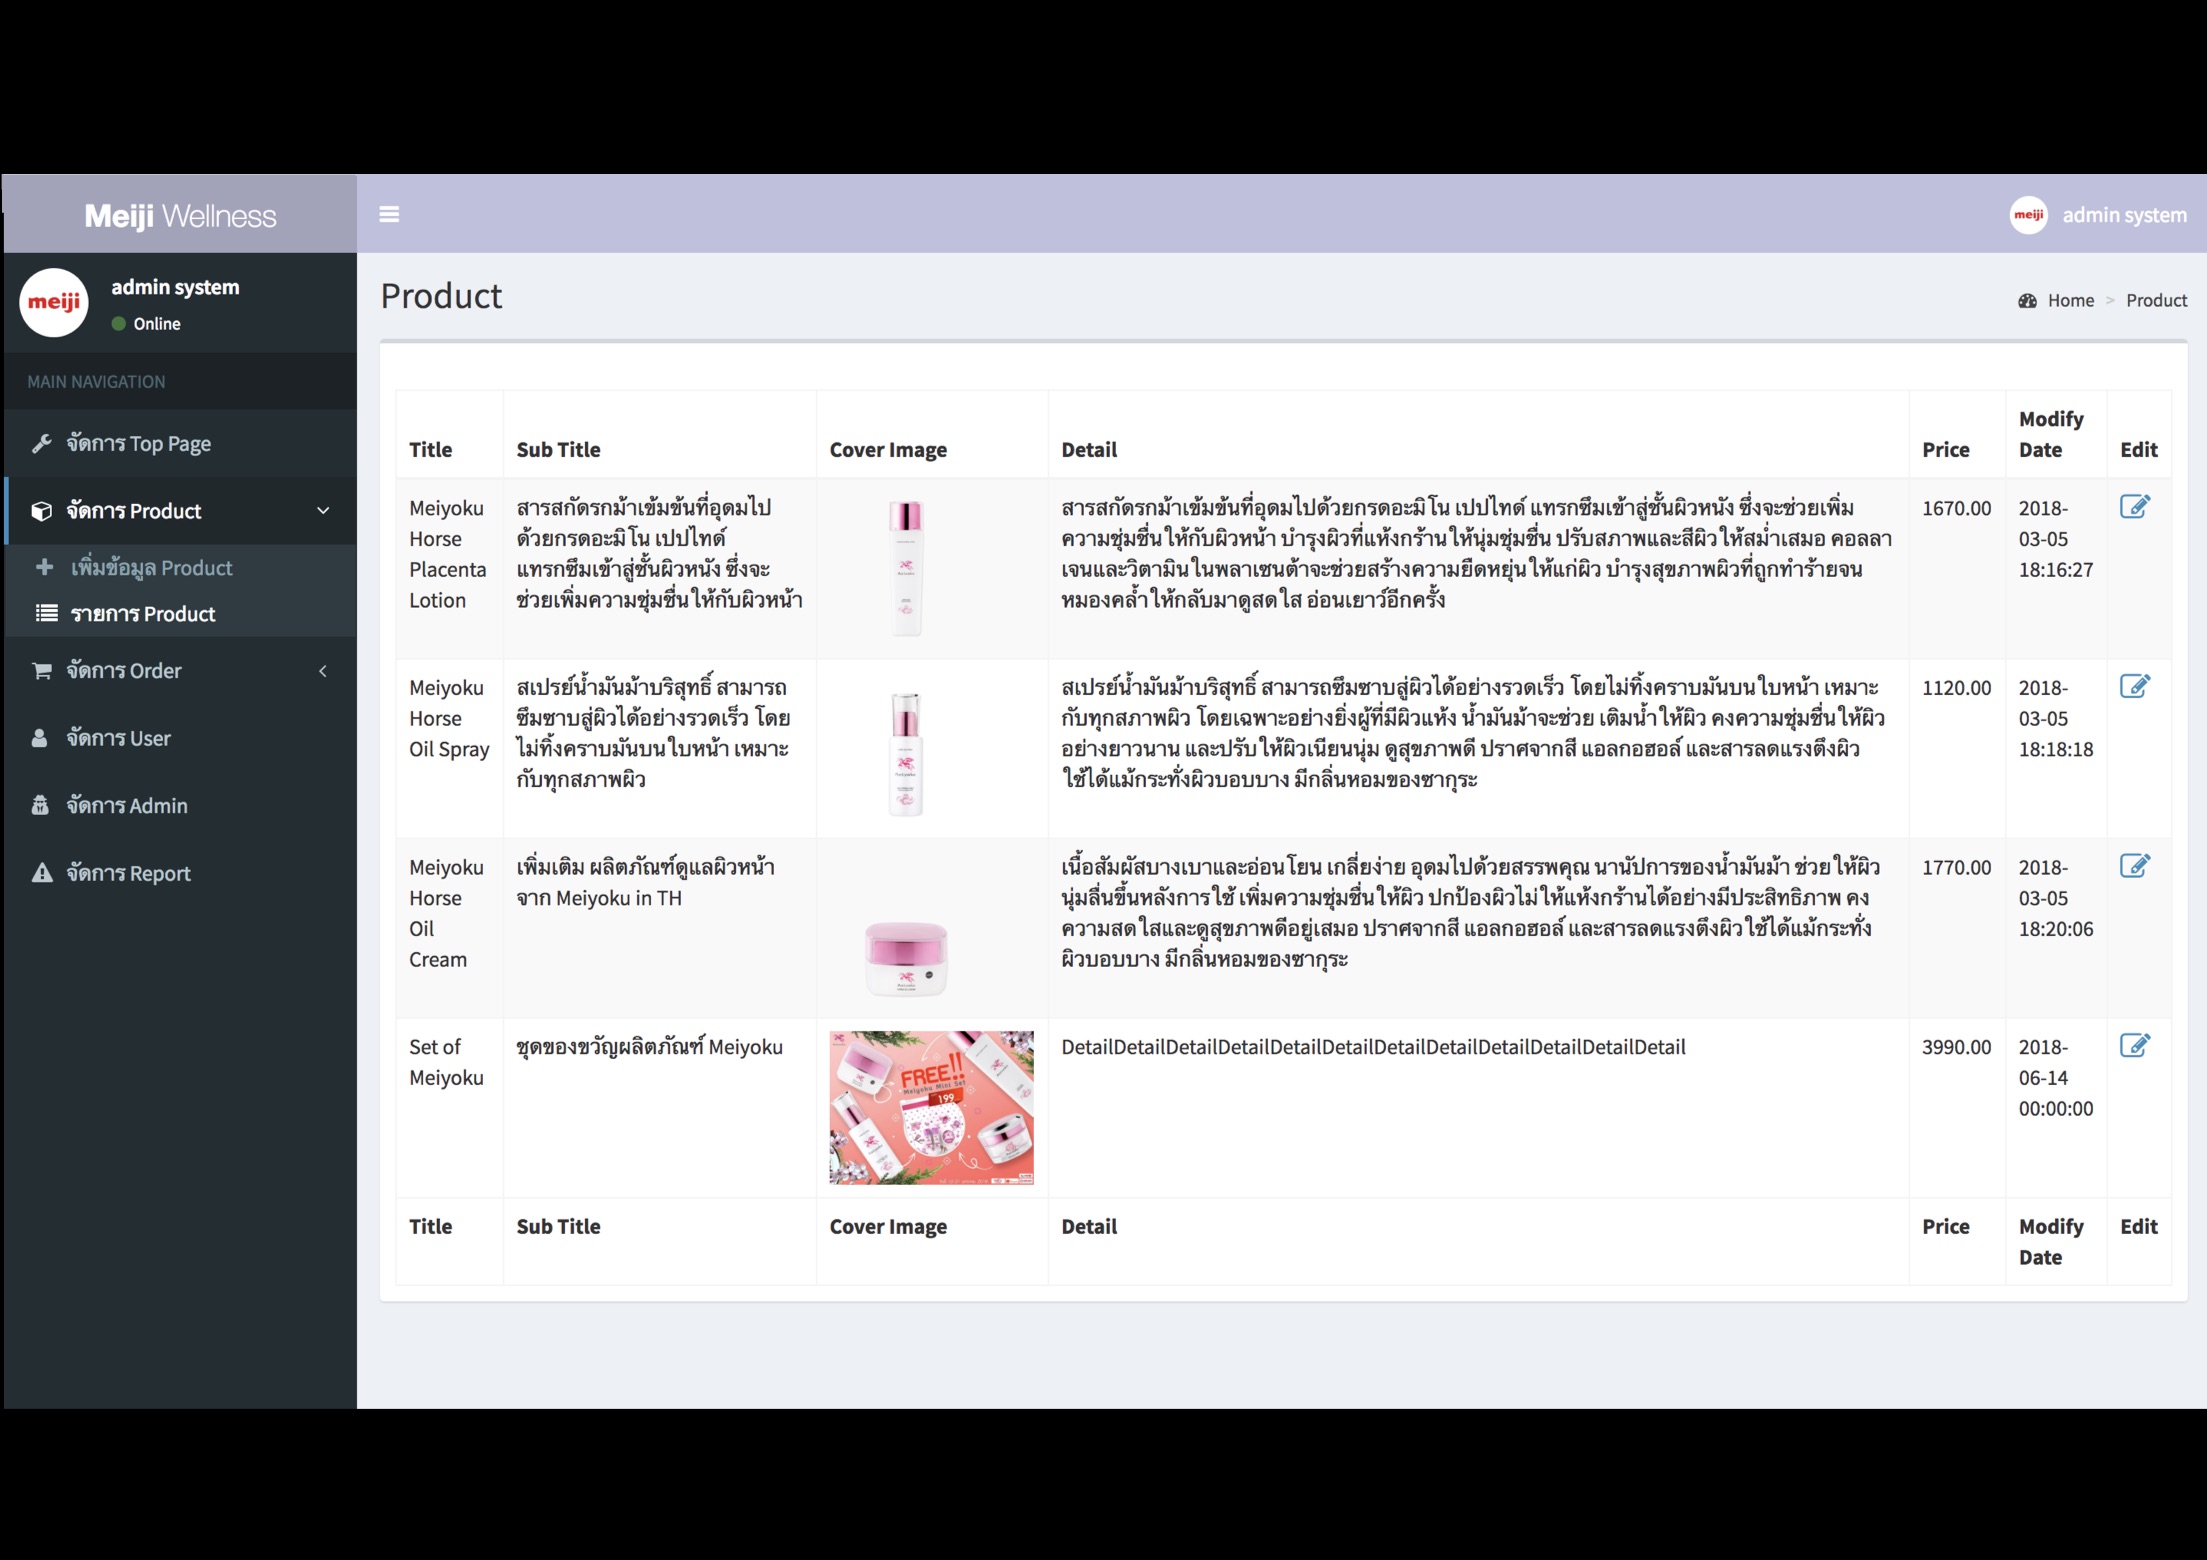 Meiji Wellness
meiji
admin system
meiji
admin system
Online
MAIN NAVIGATION
จัดการ Top Page
จัดการ Product
เพิ่มข้อมูล Product
รายการ Product
จัดการ Order
จัดการ User
จัดการ Admin
จัดการ Report
Product
Home > Product
Title
Sub Title
Cover Image
Detail
Price
Modify
Date
Edit
Meiyoku
Horse
Placenta
Lotion
สารสกัดรกม้าเข้มข้นที่อุดมไป
ด้วยกรดอะมิโน เปปไทด์
แทรกซึมเข้าสู่ชั้นผิวหนัง ซึ่งจะ
ช่วยเพิ่มความชุ่มชื่นให้กับผิวหน้า
สารสกัดรกม้าเข้มข้นที่อุดมไปด้วยกรดอะมิโน เปปไทด์ แทรกซึมเข้าสู่ชั้นผิวหนัง ซึ่งจะช่วยเพิ่ม
ความชุ่มชื่นให้กับผิวหน้า บำรุงผิวที่แห้งกร้านให้นุ่มชุ่มชื่น ปรับสภาพและสีผิวให้สม่ำเสมอ คอลลา
เจนและวิตามินในพลาเซนต้าจะช่วยสร้างความยืดหยุ่นให้แก่ผิว บำรุงสุขภาพผิวที่ถูกทำร้ายจน
หมองคล้ำให้กลับมาดูสดใส อ่อนเยาว์อีกครั้ง
1670.00
2018-
03-05
18:16:27
Meiyoku
Horse
Oil Spray
สเปรย์น้ำมันม้าบริสุทธิ์ สามารถ
ซึมซาบสู่ผิวได้อย่างรวดเร็ว โดย
ไม่ทิ้งคราบมันบนใบหน้า เหมาะ
กับทุกสภาพผิว
สเปรย์น้ำมันม้าบริสุทธิ์ สามารถซึมซาบสู่ผิวได้อย่างรวดเร็ว โดยไม่ทิ้งคราบมันบนใบหน้า เหมาะ
กับทุกสภาพผิว โดยเฉพาะอย่างยิ่งผู้ที่มีผิวแห้ง น้ำมันม้าจะช่วย เติมน้ำให้ผิว คงความชุ่มชื่นให้ผิว
อย่างยาวนาน และปรับให้ผิวเนียนนุ่ม ดูสุขภาพดี ปราศจากสี แอลกอฮอล์ และสารลดแรงตึงผิว
ใช้ได้แม้กระทั่งผิวบอบบาง มีกลิ่นหอมของซากุระ
1120.00
2018-
03-05
18:18:18
Meiyoku
Horse
Oil
Cream
เพิ่มเติม ผลิตภัณฑ์ดูแลผิวหน้า
จาก Meiyoku in TH
เนื้อสัมผัสบางเบาและอ่อนโยน เกลี่ยง่าย อุดมไปด้วยสรรพคุณ นานัปการของน้ำมันม้า ช่วยให้ผิว
นุ่มลื่นขึ้นหลังการใช้ เพิ่มความชุ่มชื่นให้ผิว ปกป้องผิวไม่ให้แห้งกร้านได้อย่างมีประสิทธิภาพ คง
ความสดใสและดูสุขภาพดีอยู่เสมอ ปราศจากสี แอลกอฮอล์ และสารลดแรงตึงผิวใช้ได้แม้กระทั่ง
ผิวบอบบาง มีกลิ่นหอมของซากุระ
1770.00
2018-
03-05
18:20:06
Set of
Meiyoku
ชุดของขวัญผลิตภัณฑ์ Meiyoku
FREE!!
Meiyoku Mini Set
199
DetailDetailDetailDetailDetailDetailDetailDetailDetailDetailDetailDetail
3990.00
2018-
06-14
00:00:00
Title
Sub Title
Cover Image
Detail
Price
Modify
Date
Edit